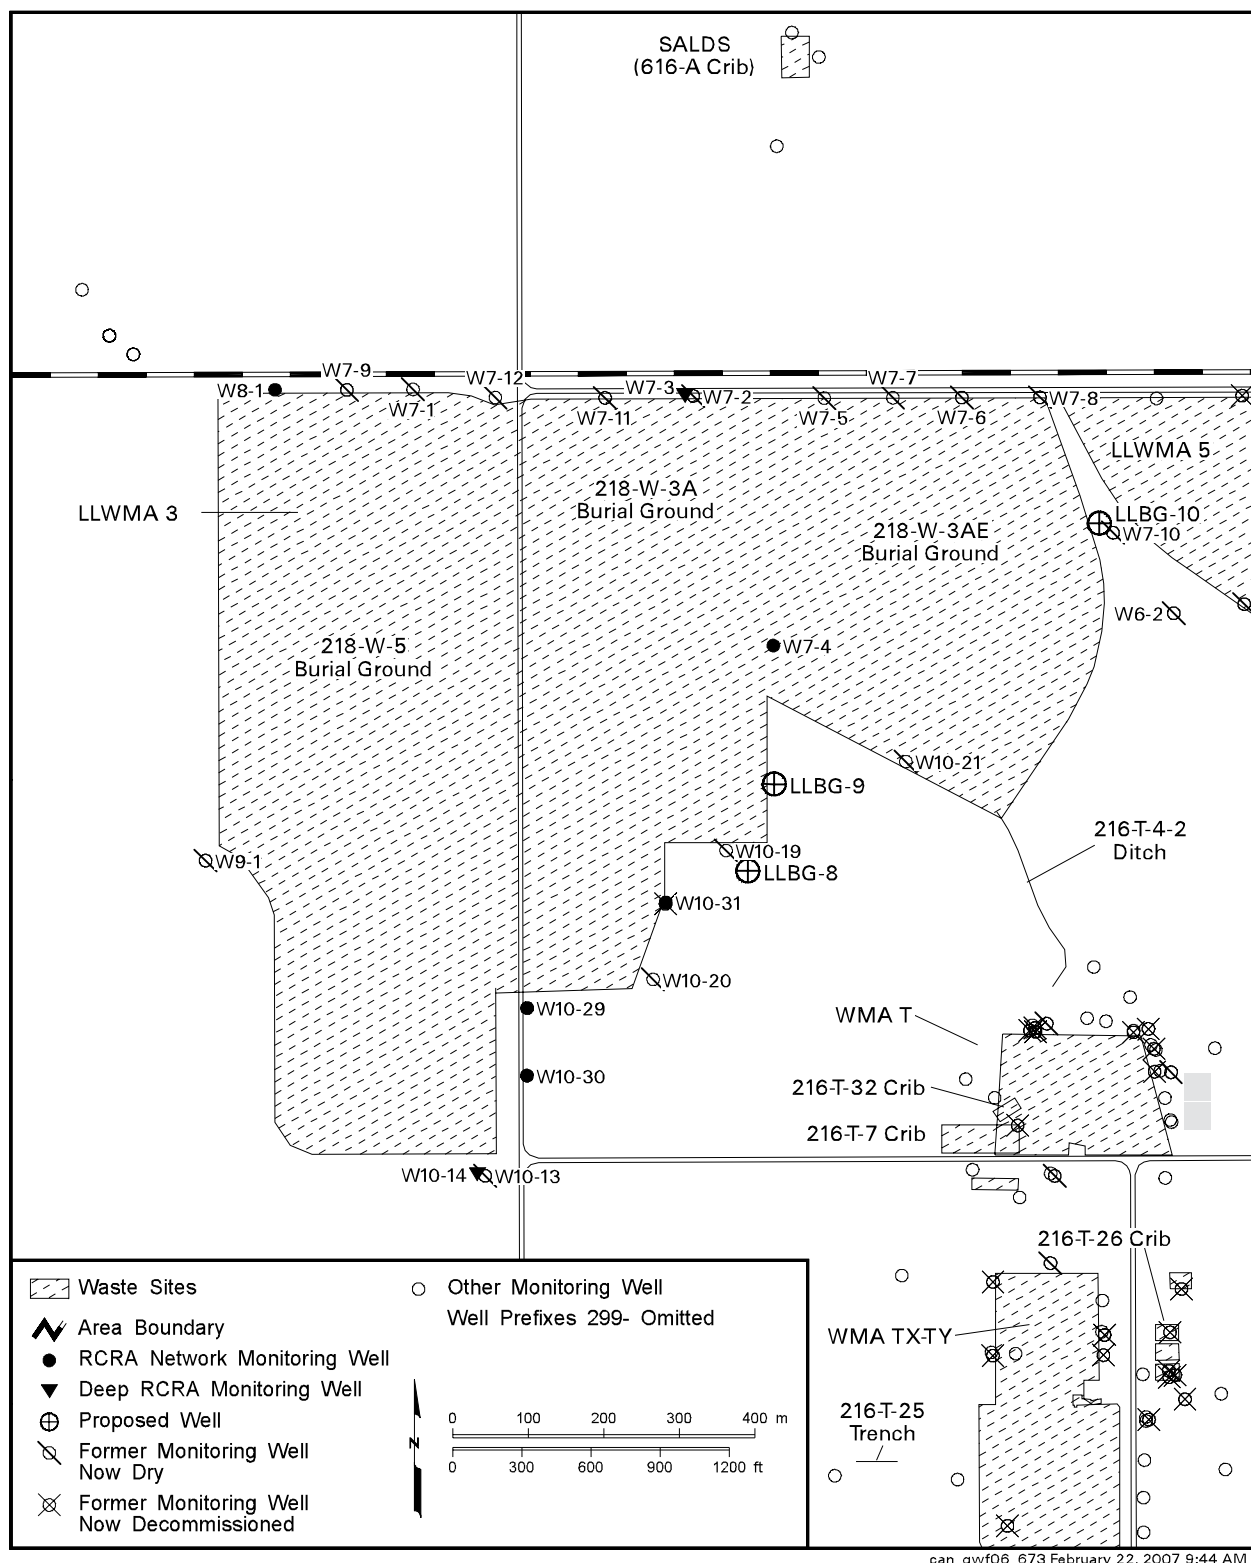 SALDS
(616-A Crib)
W7-9
W8-1
W7-1
W7-12
W7-11
W7-3
W7-2
W7-5
W7-7
W7-6
W7-8
LLWMA 5
LLWMA 3
218-W-3A
Burial Ground
218-W-3AE
Burial Ground
LLBG-10
W7-10
W6-2
218-W-5
Burial Ground
W7-4
W10-21
LLBG-9
216-T-4-2
Ditch
W9-1
W10-19
LLBG-8
W10-31
W10-20
W10-29
WMA T
W10-30
216-T-32 Crib
216-T-7 Crib
W10-14
W10-13
216-T-26 Crib
WMA TX-TY
216-T-25
Trench
Waste Sites
Area Boundary
RCRA Network Monitoring Well
Deep RCRA Monitoring Well
Proposed Well
Former Monitoring Well
Now Dry
Former Monitoring Well
Now Decommissioned
Other Monitoring Well
Well Prefixes 299- Omitted
N
0 100 200 300 400 m
0 300 600 900 1200 ft
can_gwf06_673 February 22, 2007 9:44 AM